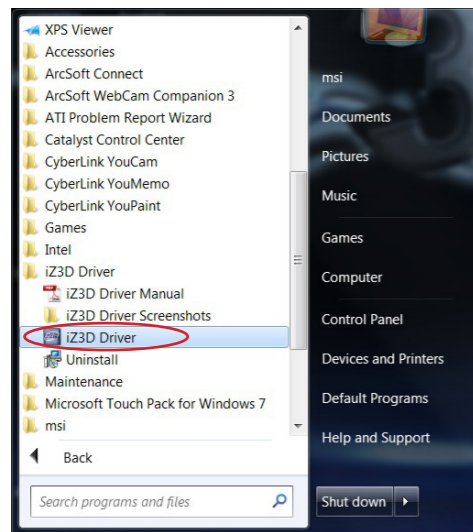 XPS Viewer
Accessories
ArcSoft Connect
ArcSoft WebCam Companion 3
ATI Problem Report Wizard
Catalyst Control Center
CyberLink YouCam
CyberLink YouMemo
CyberLink YouPaint
Games
Intel
iZ3D Driver
iZ3D Driver Manual
iZ3D Driver Screenshots
iZ3D Driver
Uninstall
Maintenance
Microsoft Touch Pack for Windows 7
msi
Back
Search programs and files
msi
Documents
Pictures
Music
Games
Computer
Control Panel
Devices and Printers
Default Programs
Help and Support
Shut down